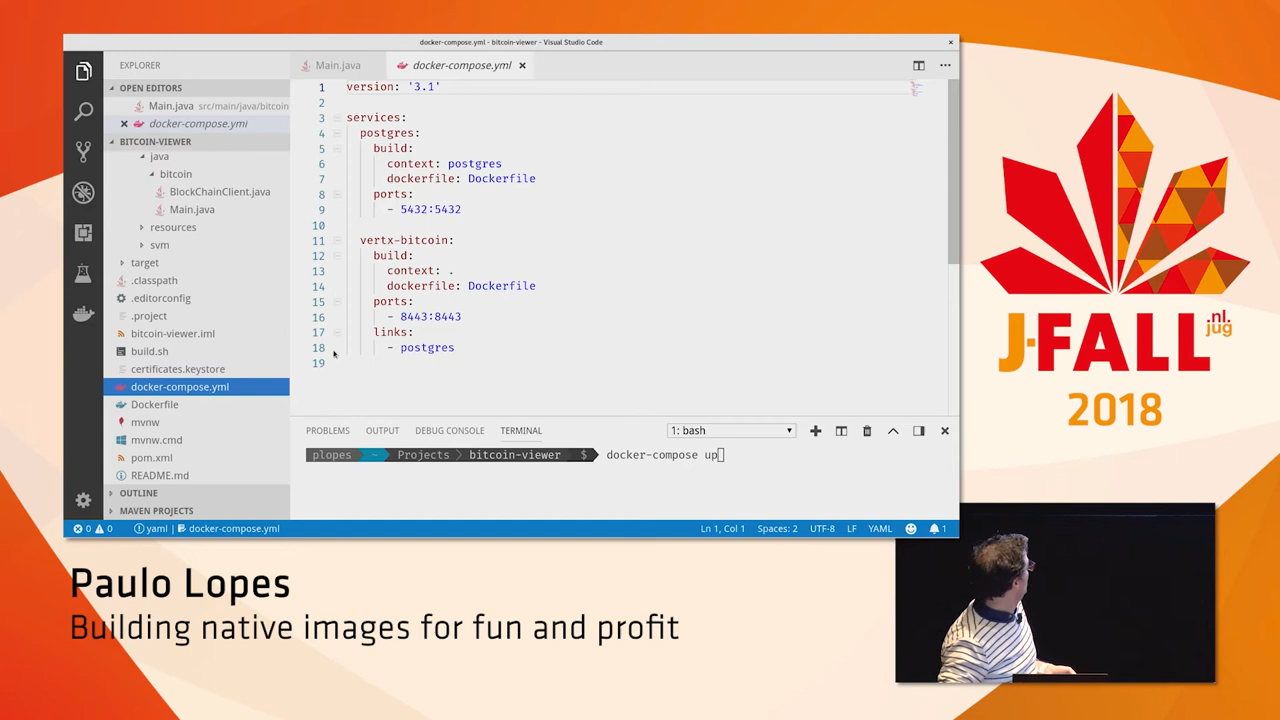 docker-compose.yml - bitcoin-viewer - Visual Studio Code
EXPLORER
OPEN EDITORS
Main.java src/main/java/bitcoin
docker-compose.yml
BITCOIN-VIEWER
java
bitcoin
BlockChainClient.java
Main.java
resources
svm
target
.classpath
.editorconfig
.project
bitcoin-viewer.iml
build.sh
certificates.keystore
docker-compose.yml
Dockerfile
mvnw
mvnw.cmd
pom.xml
README.md
OUTLINE
MAVEN PROJECTS
Main.java
docker-compose.yml
1 version: '3.1'
2
3 services:
4 postgres:
5 build:
6 context: postgres
7 dockerfile: Dockerfile
8 ports:
9 - 5432:5432
10
11 vertx-bitcoin:
12 build:
13 context: .
14 dockerfile: Dockerfile
15 ports:
16 - 8443:8443
17 links:
18 - postgres
19
PROBLEMS OUTPUT DEBUG CONSOLE TERMINAL 1: bash
plopes ~ Projects bitcoin-viewer $ docker-compose up
0 0 yaml | docker-compose.yml Ln 1, Col 1 Spaces: 2 UTF-8 LF YAML 1
J-FALL
nl.
jug
2018
Paulo Lopes
Building native images for fun and profit